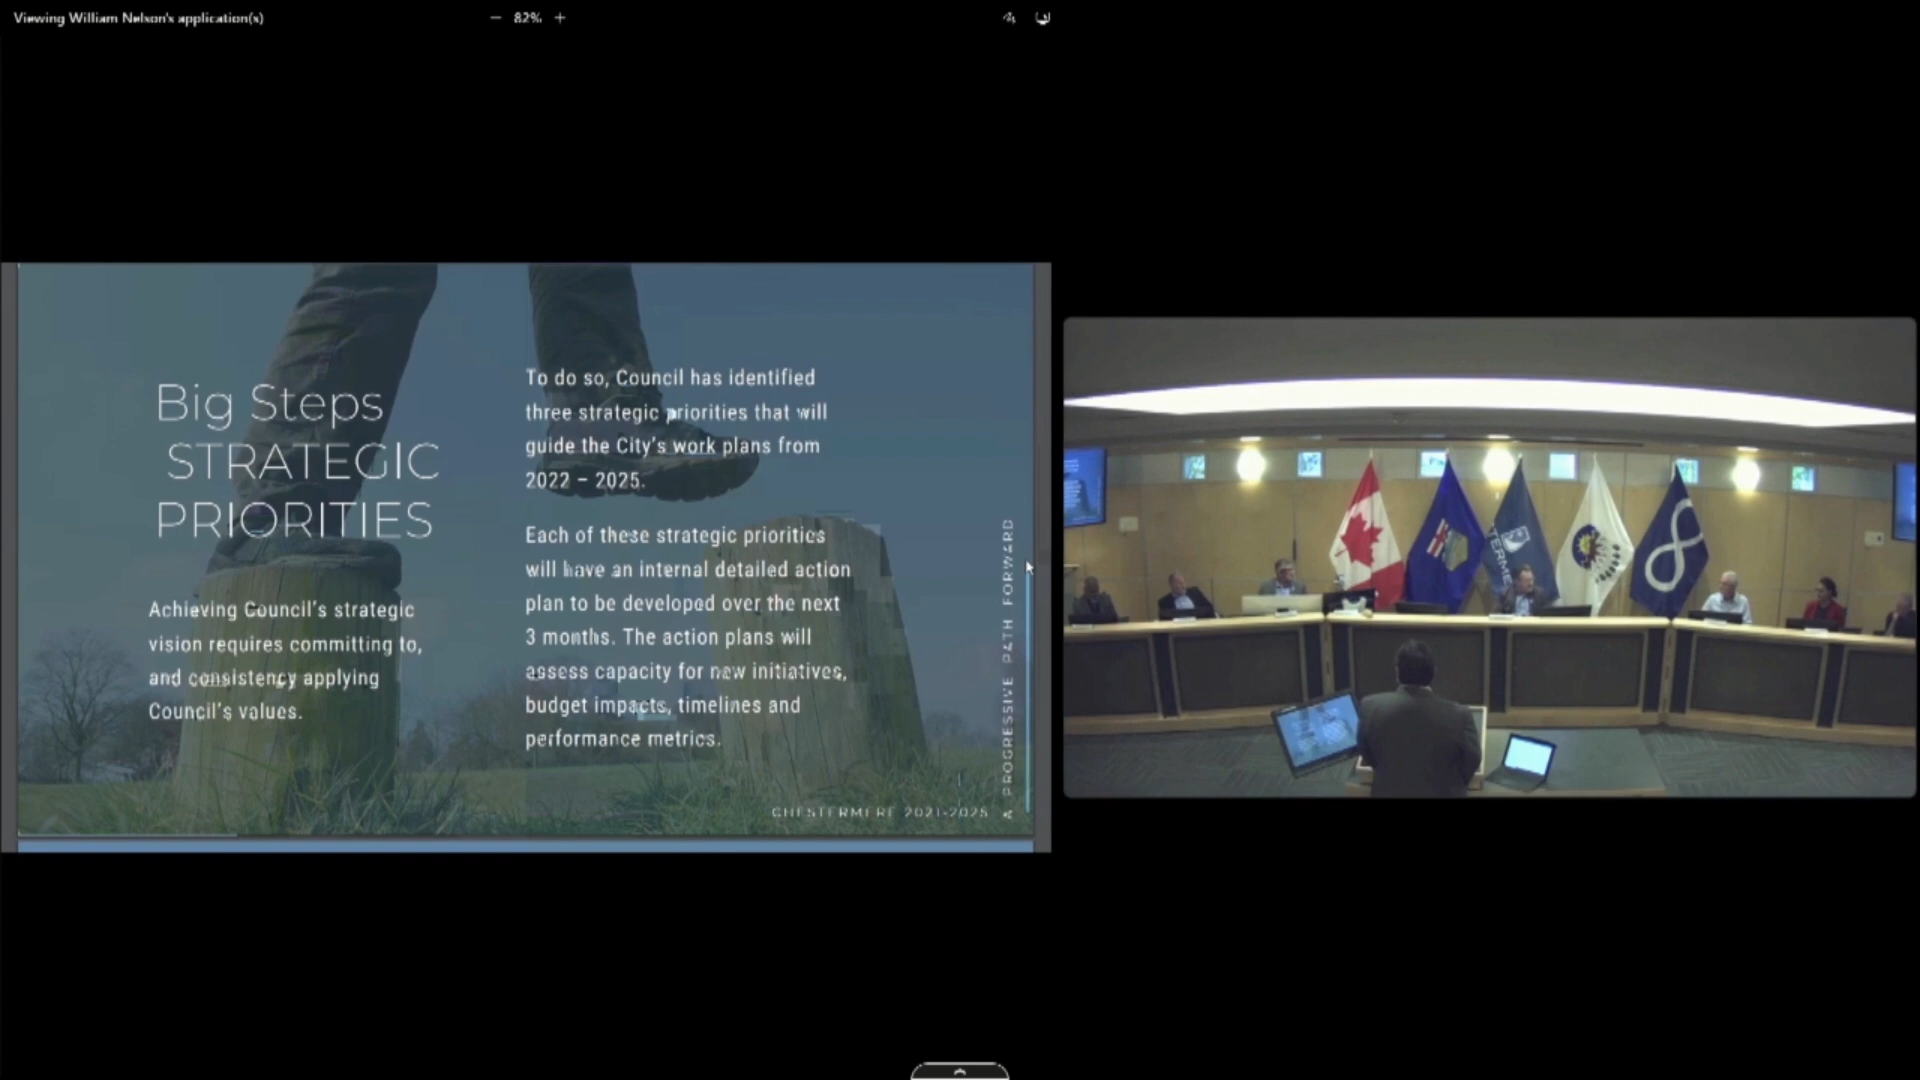 Viewing William Nelson's application(s)
82%
Big Steps
STRATEGIC
PRIORITIES
Achieving Council's strategic
vision requires committing to,
and consistency applying
Council's values.
To do so, Council has identified
three strategic priorities that will
guide the City's work plans from
2022 – 2025.
Each of these strategic priorities
will have an internal detailed action
plan to be developed over the next
3 months. The action plans will
assess capacity for new initiatives,
budget impacts, timelines and
performance metrics.
CHESTERMERE 2021-2025
A PROGRESSIVE PATH FORWARD